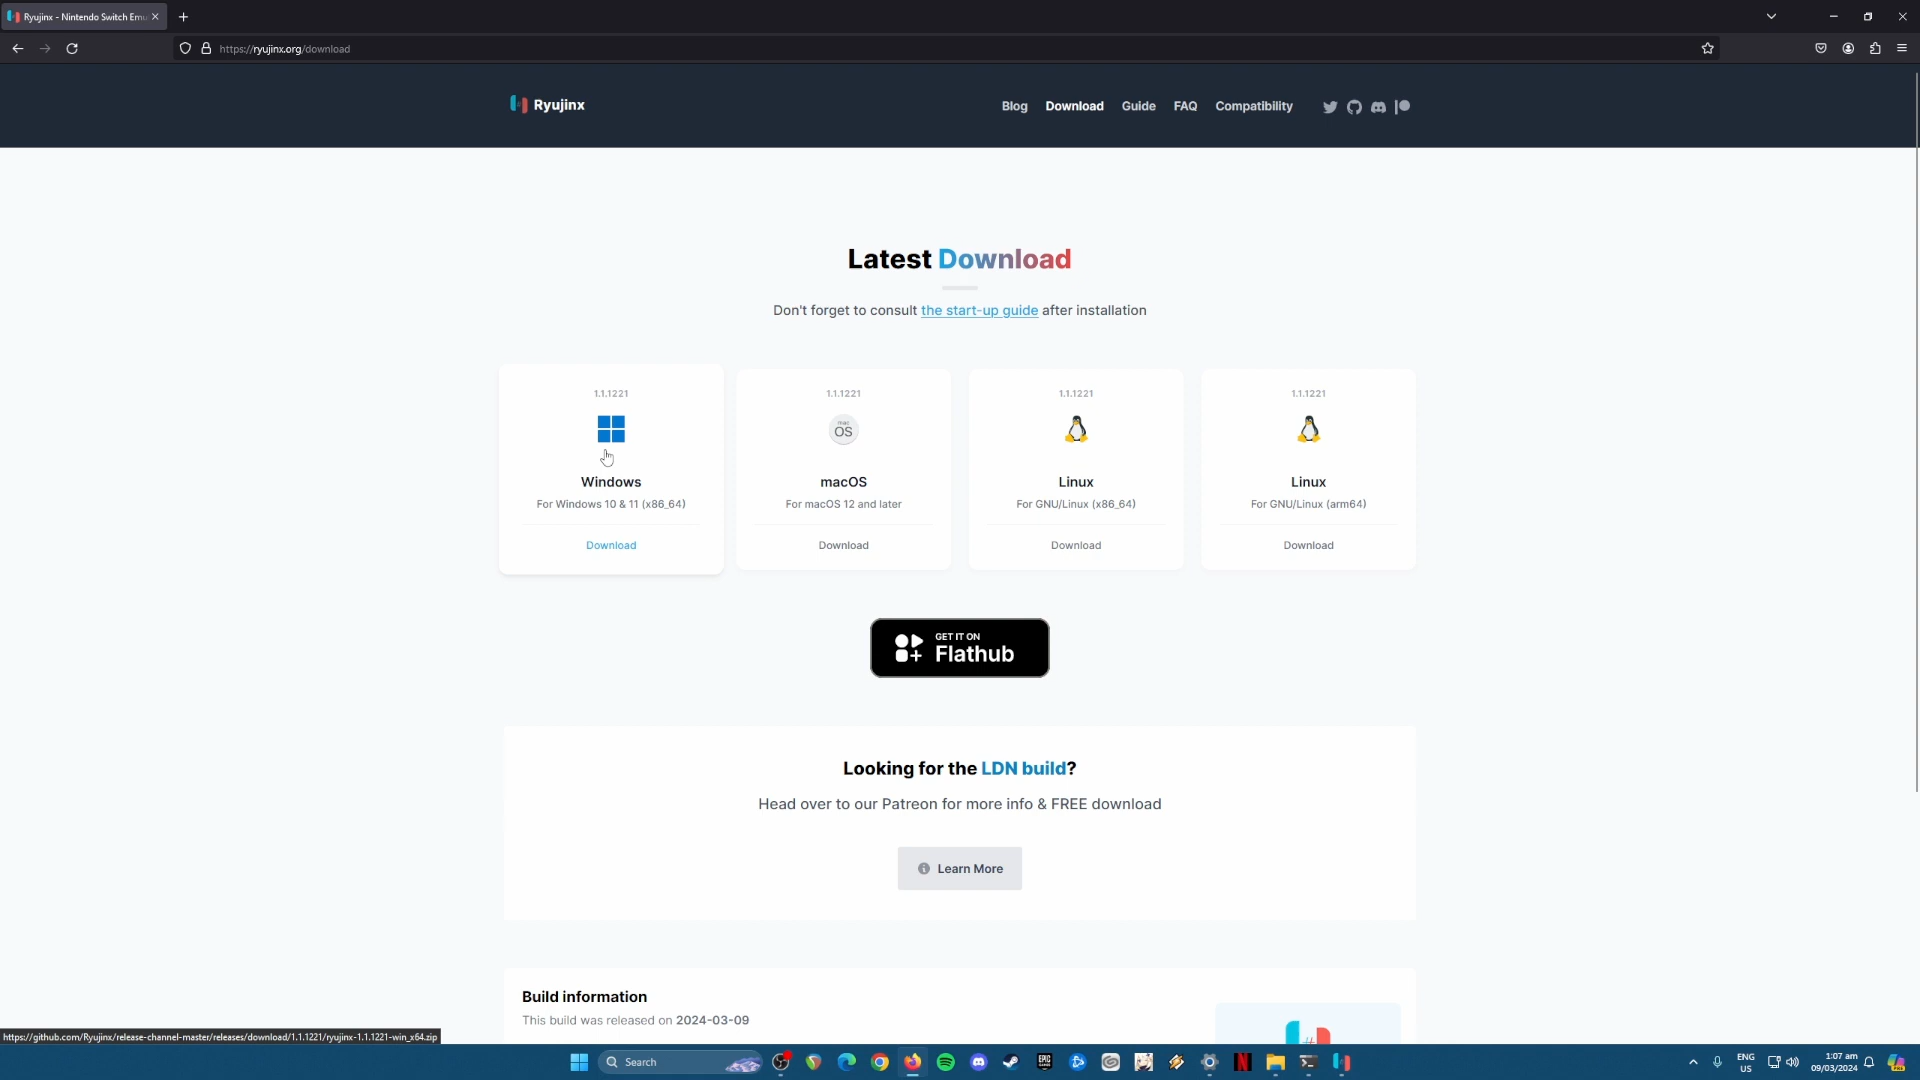 Ryujinx - Nintendo Switch Emu
https://ryujinx.org/download
Ryujinx
Blog Download Guide FAQ Compatibility
Latest Download
Don't forget to consult the start-up guide after installation
1.1.1221
Windows
For Windows 10 & 11 (x86_64)
Download
1.1.1221
mac
OS
macOS
For macOS 12 and later
Download
1.1.1221
Linux
For GNU/Linux (x86_64)
Download
1.1.1221
Linux
For GNU/Linux (arm64)
Download
GET IT ON
Flathub
Looking for the LDN build?
Head over to our Patreon for more info & FREE download
Learn More
Build information
This build was released on 2024-03-09
https://github.com/Ryujinx/release-channel-master/releases/download/1.1.1221/ryujinx-1.1.1221-win_x64.zip
Search
EPIC
GAMES
ENG
US
1:07 am
09/03/2024